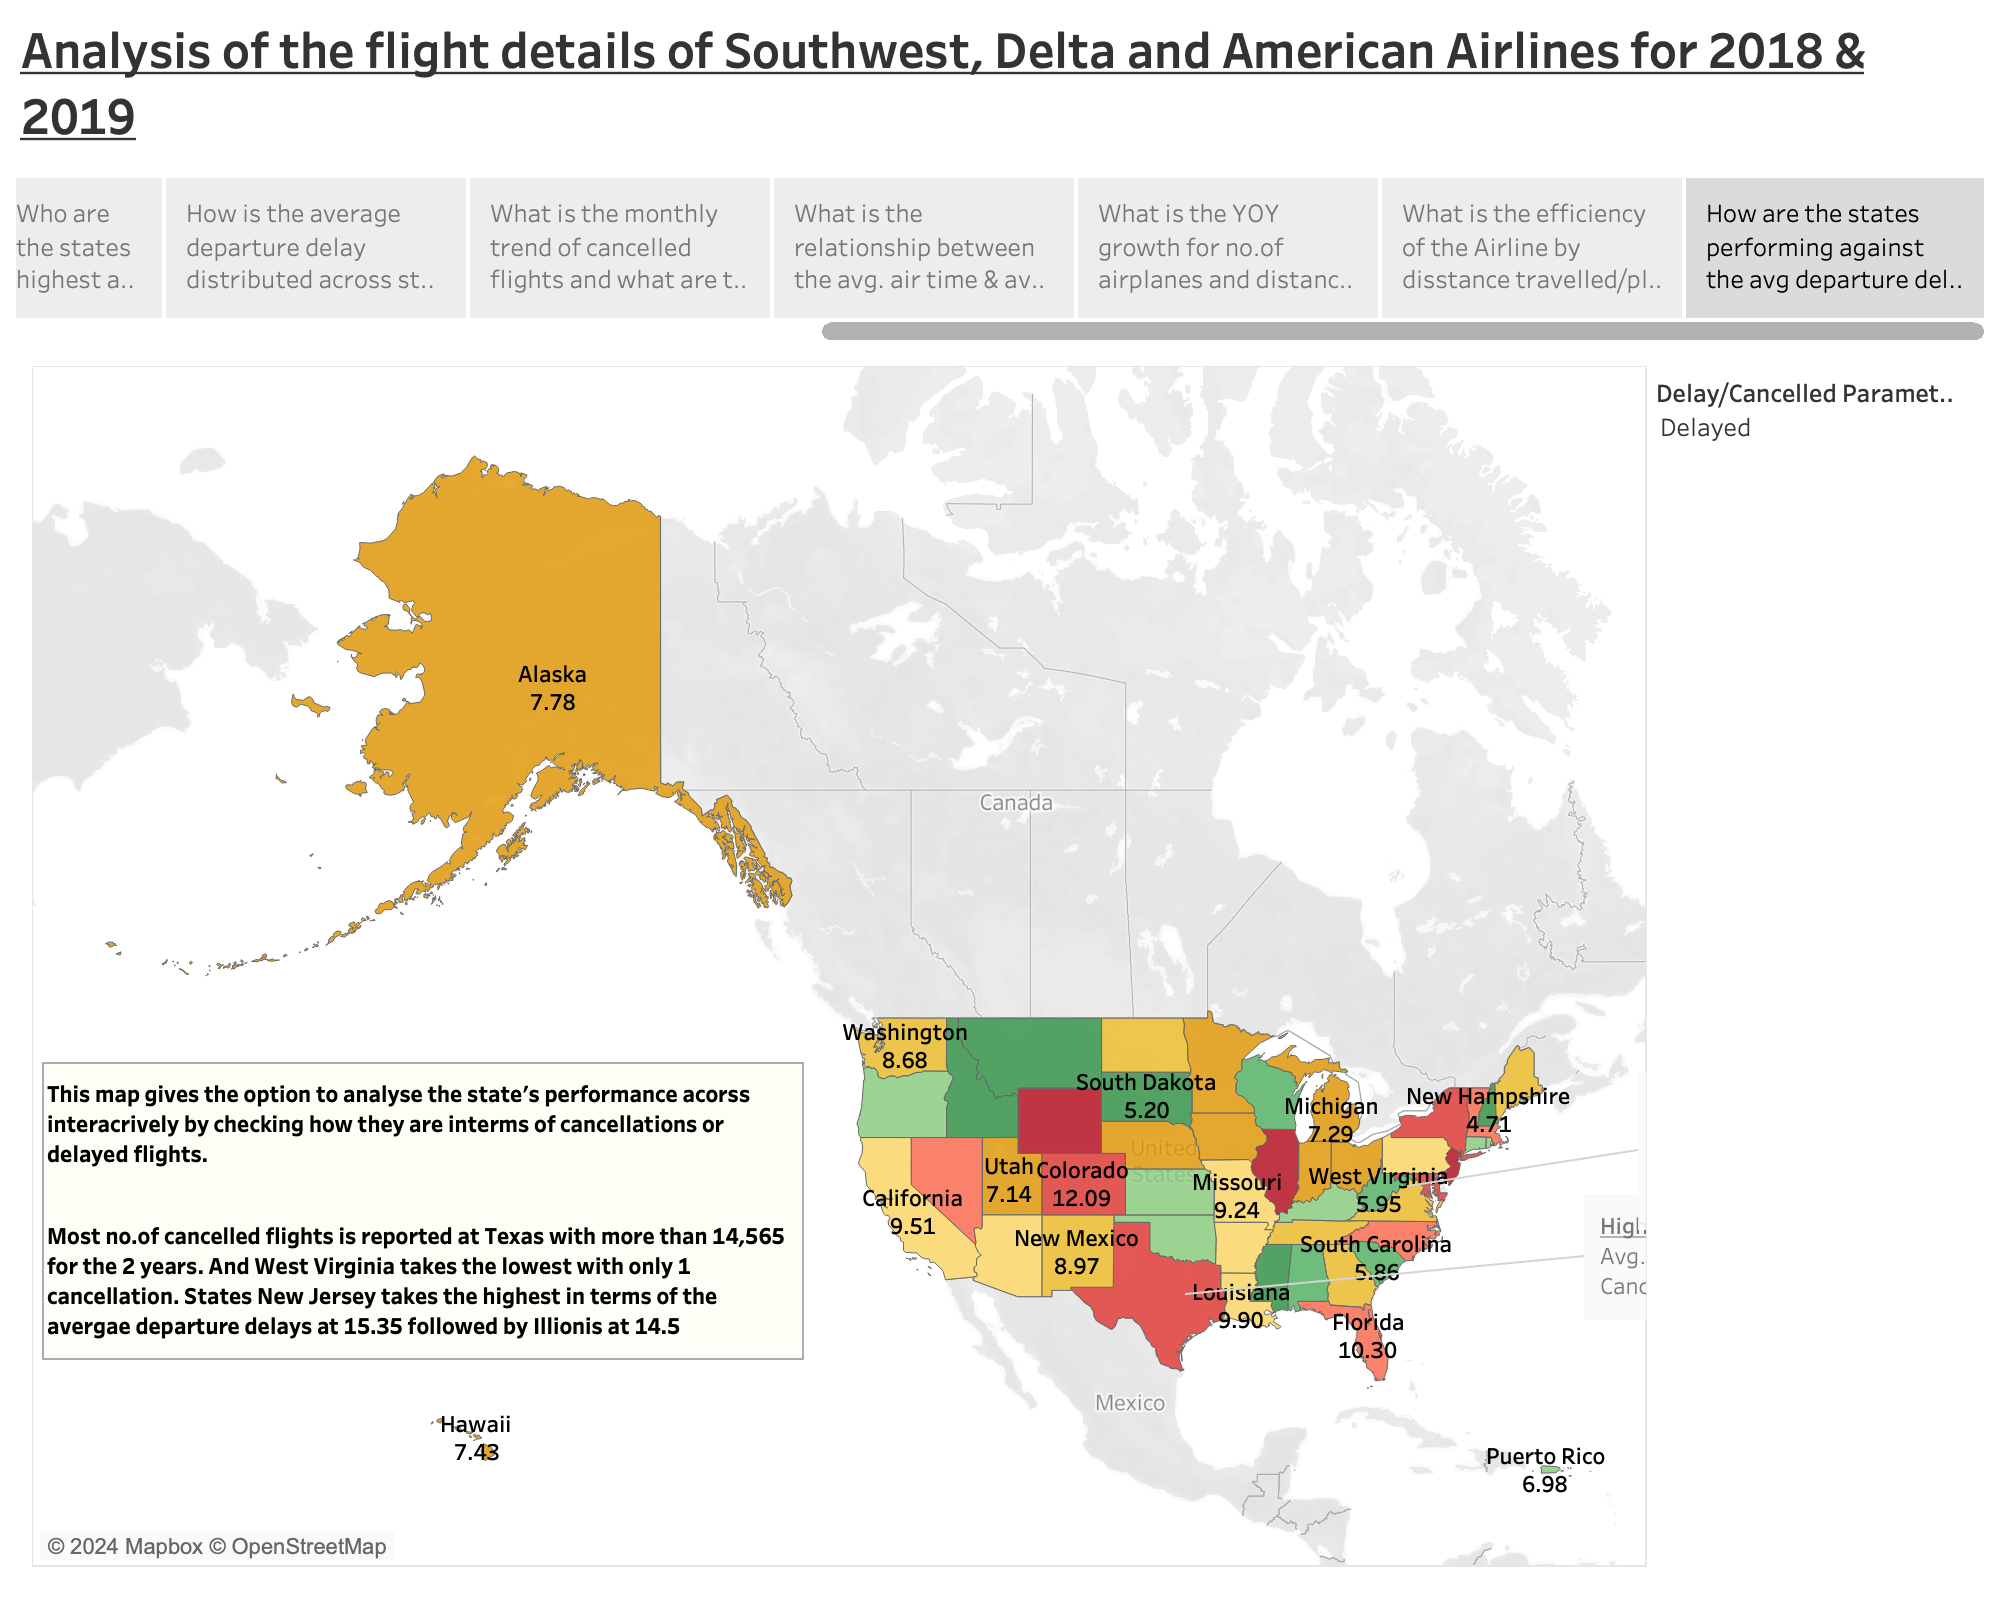 Analysis of the flight details of Southwest, Delta and American Airlines for 2018 &
2019
Who are
the states
highest a..
How is the average
departure delay
distributed across st..
What is the monthly
trend of cancelled
flights and what are t..
What is the
relationship between
the avg. air time & av..
What is the YOY
growth for no.of
airplanes and distanc..
What is the efficiency
of the Airline by
disstance travelled/pl..
How are the states
performing against
the avg departure del..
Delay/Cancelled Paramet..
Delayed
Alaska
7.78
Canada
Washington
8.68
South Dakota
5.20
Michigan
7.29
New Hampshire
4.71
United
States
Utah
7.14
Colorado
12.09
Missouri
9.24
West Virginia
5.95
California
9.51
New Mexico
8.97
South Carolina
5.86
Louisiana
9.90
Florida
10.30
Avg.
Mexico
This map gives the option to analyse the state’s performance acorss
interacrively by checking how they are interms of cancellations or
delayed flights.
Most no.of cancelled flights is reported at Texas with more than 14,565
for the 2 years. And West Virginia takes the lowest with only 1
cancellation. States New Jersey takes the highest in terms of the
avergae departure delays at 15.35 followed by Illionis at 14.5
Hawaii
7.43
Puerto Rico
6.98
© 2024 Mapbox © OpenStreetMap